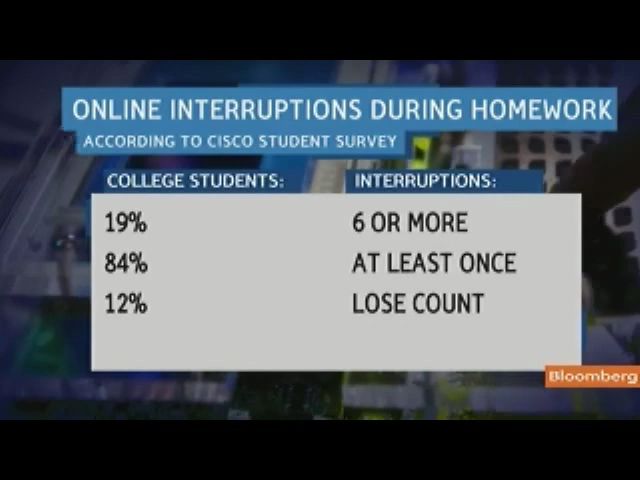 ONLINE INTERRUPTIONS DURING HOMEWORK
ACCORDING TO CISCO STUDENT SURVEY
COLLEGE STUDENTS: INTERRUPTIONS:
19% 6 OR MORE
84% AT LEAST ONCE
12% LOSE COUNT
Bloomberg